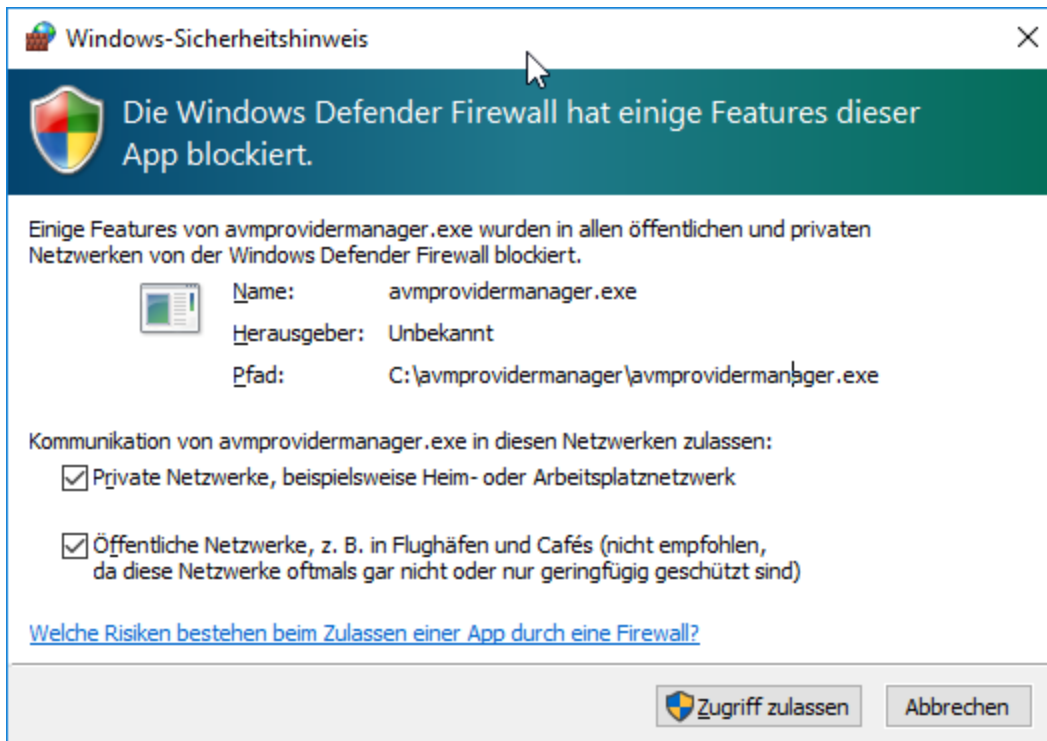 Windows-Sicherheitshinweis
Die Windows Defender Firewall hat einige Features dieser
App blockiert.
Einige Features von avmprovidermanager.exe wurden in allen öffentlichen und privaten
Netzwerken von der Windows Defender Firewall blockiert.
Name: avmprovidermanager.exe
Herausgeber: Unbekannt
Pfad: C:\avmprovidermanager\avmprovidermanager.exe
Kommunikation von avmprovidermanager.exe in diesen Netzwerken zulassen:
Private Netzwerke, beispielsweise Heim- oder Arbeitsplatznetzwerk
Öffentliche Netzwerke, z. B. in Flughäfen und Cafés (nicht empfohlen,
da diese Netzwerke oftmals gar nicht oder nur geringfügig geschützt sind)
Welche Risiken bestehen beim Zulassen einer App durch eine Firewall?
Zugriff zulassen Abbrechen